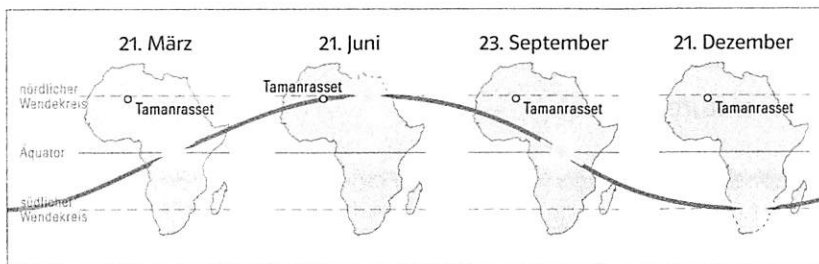 21. März
21. Juni
23. September
21. Dezember
nördlicher
Wendekreis
Tamanrasset
Tamanrasset
Tamanrasset
Tamanrasset
Äquator
südlicher
Wendekreis